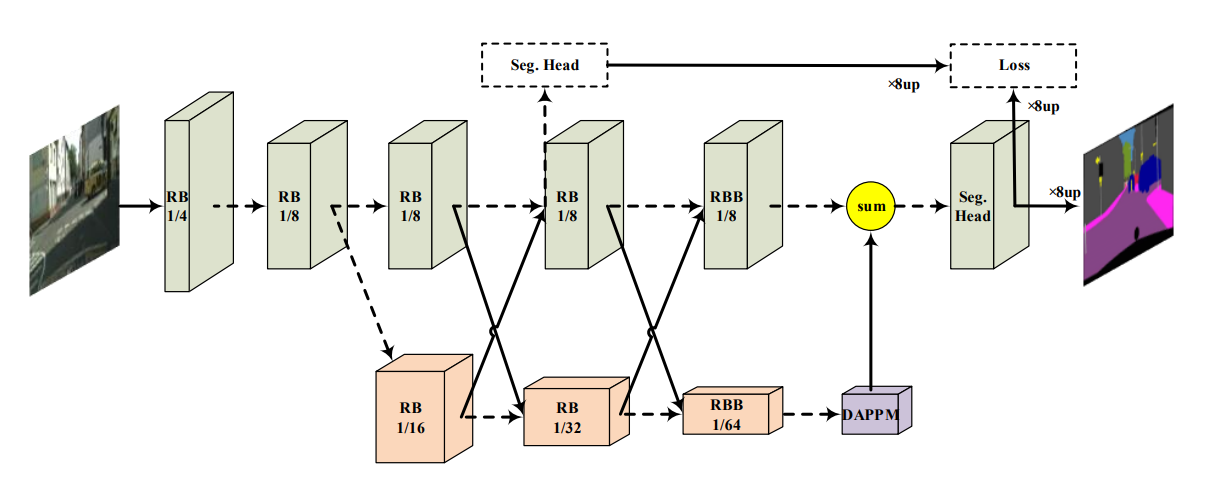 Seg. Head
Loss
×8up
×8up
RB
1/4
RB
1/8
RB
1/8
RB
1/8
RBB
1/8
sum
Seg.
Head
×8up
RB
1/16
RB
1/32
RBB
1/64
DAPPM